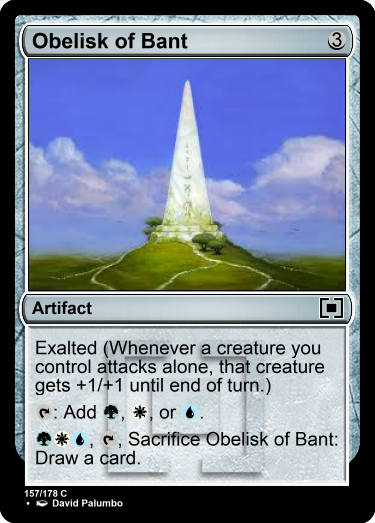 Obelisk of Bant 3
Artifact
Exalted (Whenever a creature you
control attacks alone, that creature
gets +1/+1 until end of turn.)
: Add , , or .
, , Sacrifice Obelisk of Bant:
Draw a card.
157/178 C
• David Palumbo